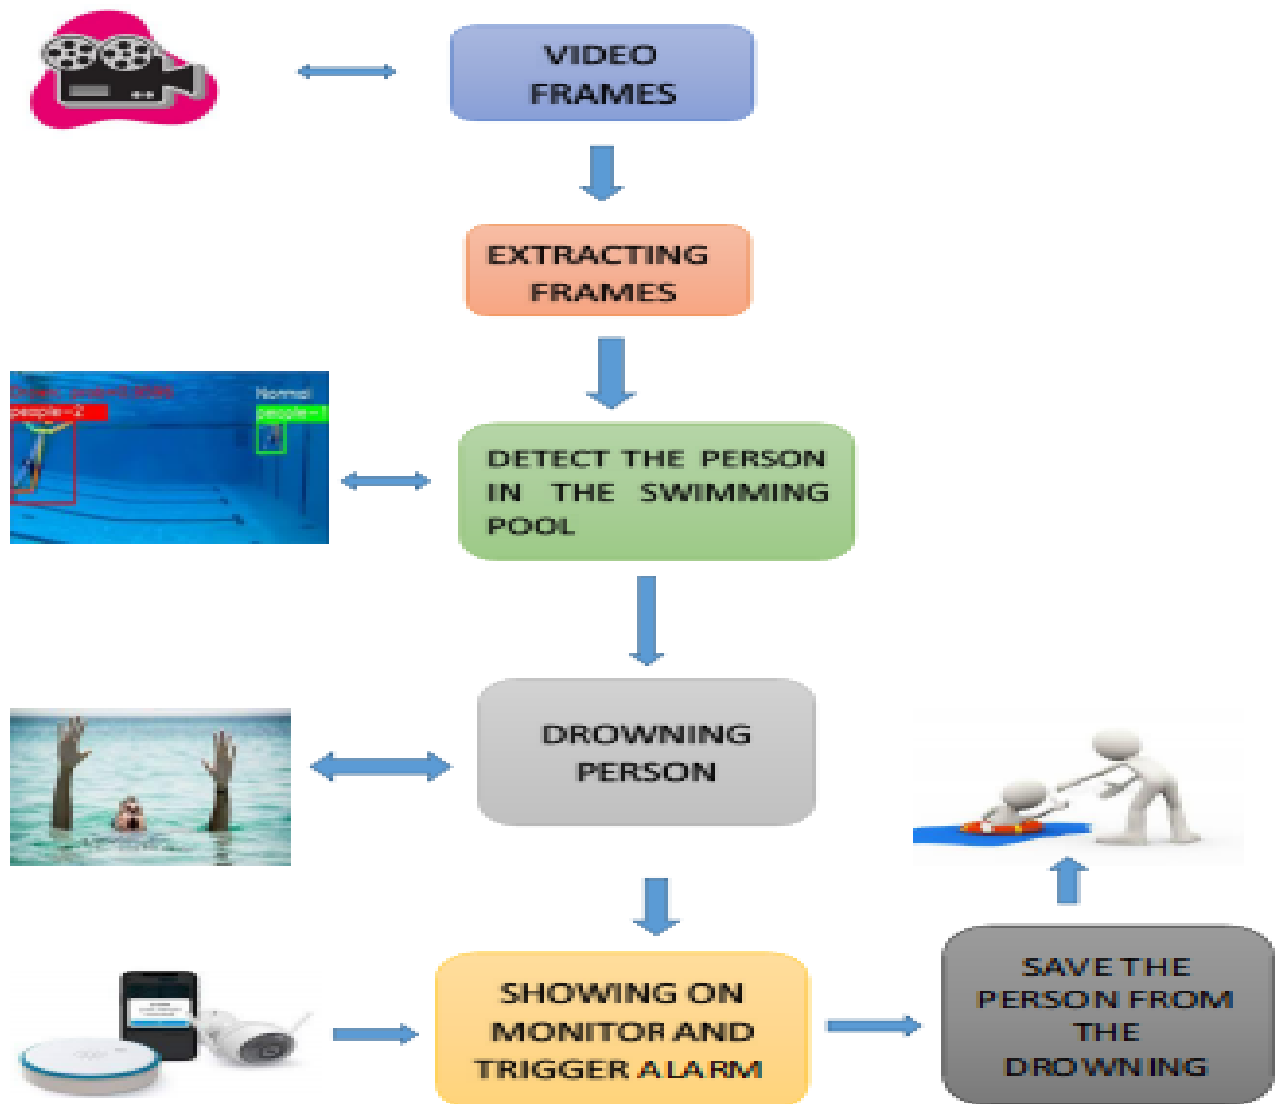 VIDEO
FRAMES
EXTRACTING
FRAMES
Normal
people-2
people-1
DETECT THE PERSON
IN THE SWIMMING
POOL
DROWNING
PERSON
SHOWING ON
MONITOR AND
TRIGGER ALARM
SAVE THE
PERSON FROM
THE
DROWNING